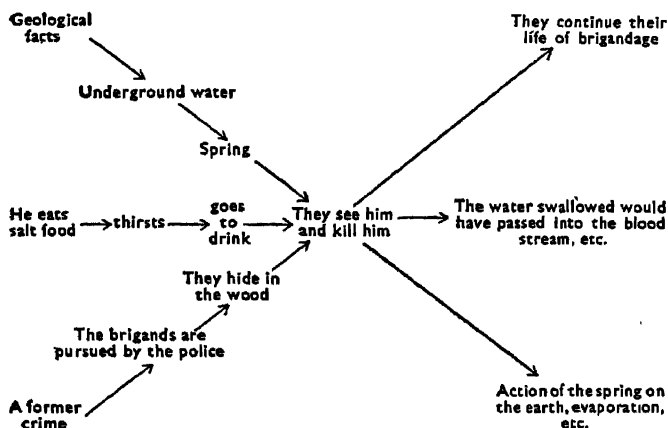 Geological
facts
Underground water
Spring
He eats
salt food
thirsts
goes
to
drink
They see him
and kill him
They hide in
the wood
The brigands are
pursued by the police
A former
crime
They continue their
life of brigandage
The water swallowed would
have passed into the blood
stream, etc.
Action of the spring on
the earth, evaporation,
etc.